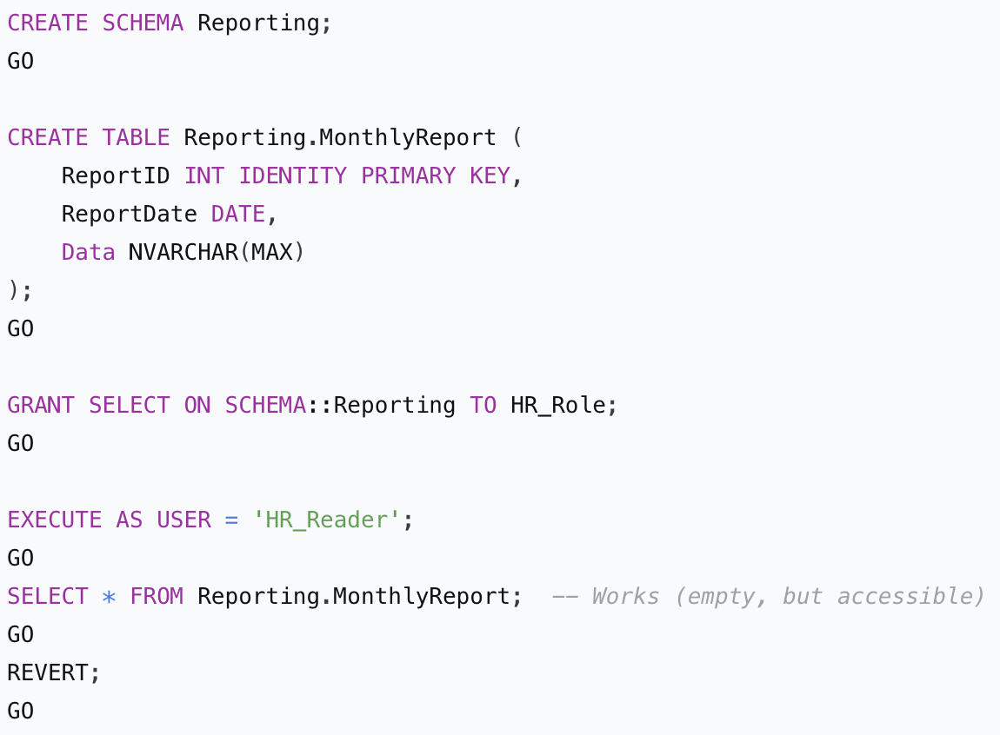 CREATE SCHEMA Reporting;
GO

CREATE TABLE Reporting.MonthlyReport (
    ReportID INT IDENTITY PRIMARY KEY,
    ReportDate DATE,
    Data NVARCHAR(MAX)
);
GO

GRANT SELECT ON SCHEMA::Reporting TO HR_Role;
GO

EXECUTE AS USER = 'HR_Reader';
GO
SELECT * FROM Reporting.MonthlyReport;  -- Works (empty, but accessible)
GO
REVERT;
GO